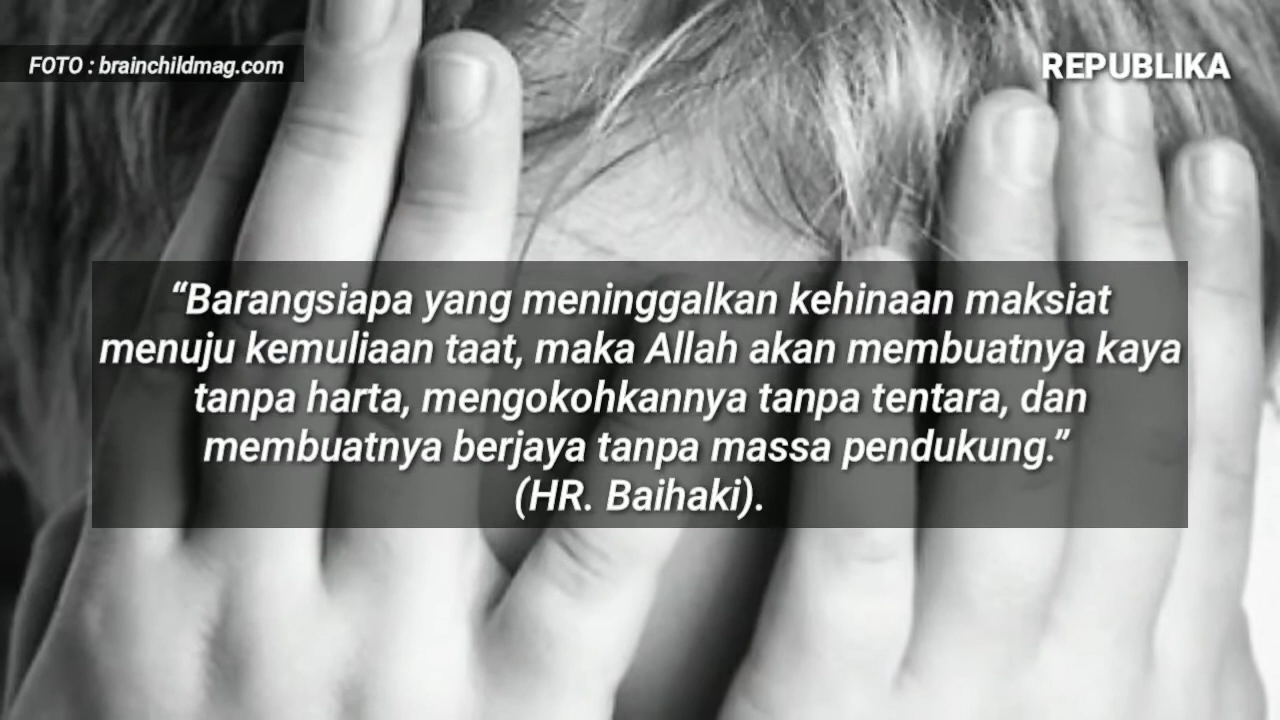 FOTO : brainchildmag.com
REPUBLIKA
“Barangsiapa yang meninggalkan kehinaan maksiat
menuju kemuliaan taat, maka Allah akan membuatnya kaya
tanpa harta, mengokohkannya tanpa tentara, dan
membuatnya berjaya tanpa massa pendukung.”
(HR. Baihaki).